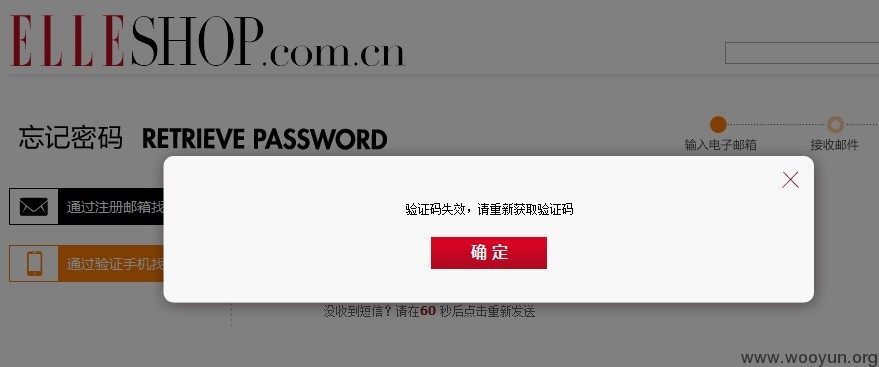 ELLESHOP.com.cn
忘记密码 RETRIEVE PASSWORD
输入电子邮箱 接收邮件
通过注册邮箱找
验证码失效，请重新获取验证码
确定
通过验证手机找
没收到短信？请在60 秒后点击重新发送
www.wooyun.org